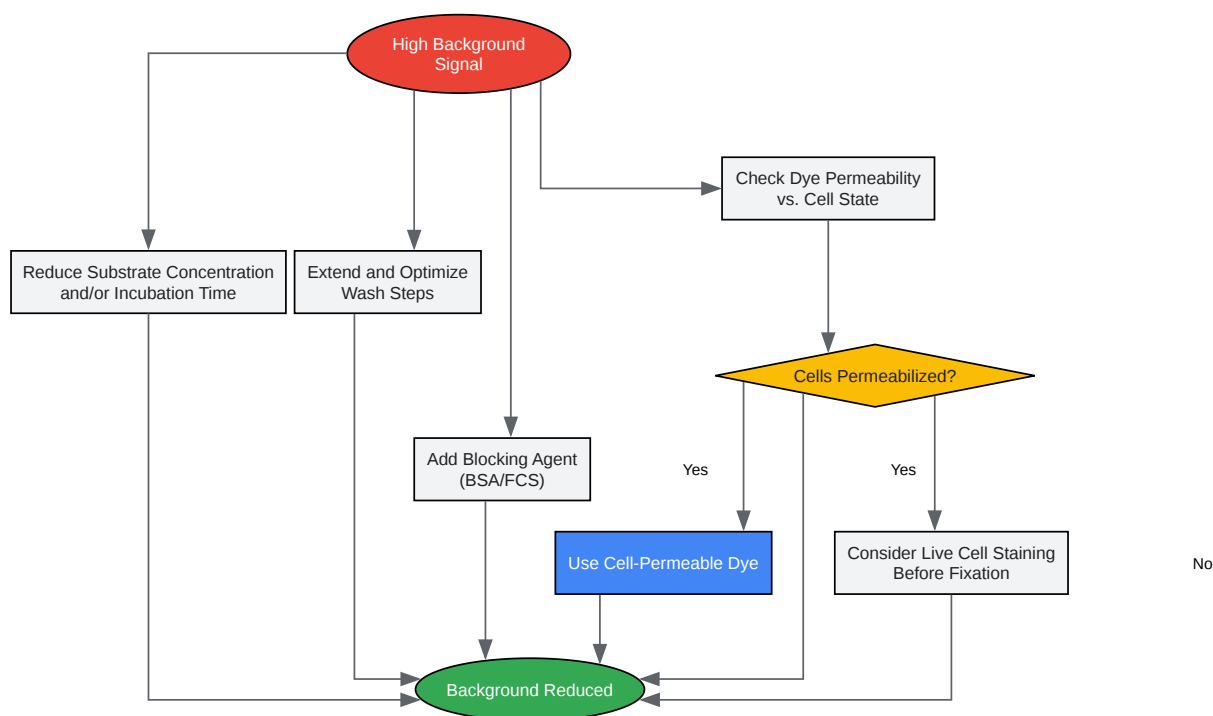 High Background
Signal
Check Dye Permeability
vs. Cell State
Reduce Substrate Concentration
and/or Incubation Time
Extend and Optimize
Wash Steps
Cells Permeabilized?
Add Blocking Agent
(BSA/FCS)
Yes
Yes
Use Cell-Permeable Dye
Consider Live Cell Staining
Before Fixation
No
Background Reduced